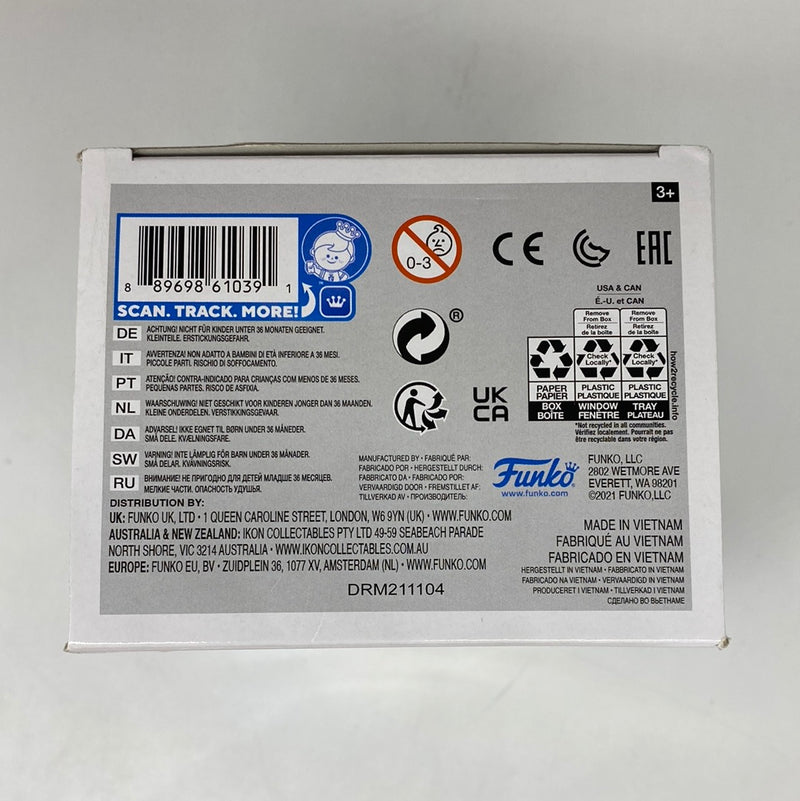 3+
8 89698 61039 1
SCAN. TRACK. MORE!
™
0-3
CE
EAC
®
UK
CA
DE ACHTUNG! NICHT FÜR KINDER UNTER 36 MONATEN GEEIGNET.
KLEINTEILE. ERSTICKUNGSGEFAHR.
IT AVVERTENZA! NON ADATTO A BAMBINI DI ETÀ INFERIORE A 36 MESI.
PICCOLE PARTI. RISCHIO DI SOFFOCAMENTO.
PT ATENÇÃO! CONTRA-INDICADO PARA CRIANÇAS COM MENOS DE 36 MESES.
PEQUENAS PARTES. RISCO DE ASFIXIA.
NL WAARSCHUWING! NIET GESCHIKT VOOR KINDEREN JONGER DAN 36 MAANDEN.
KLEINE ONDERDELEN. VERSTIKKINGSGEVAAR.
DA ADVARSEL! IKKE EGNET TIL BØRN UNDER 36 MÅNEDER.
SMÅ DELE. KVÆLNINGSFARE.
SW VARNING! INTE LÄMPLIG FÖR BARN UNDER 36 MÅNADER.
SMÅ DELAR. KVÄVNINGSRISK.
RU ВНИМАНИЕ! НЕ ПРИГОДНО ДЛЯ ДЕТЕЙ МЛАДШЕ 36 МЕСЯЦЕВ.
МЕЛКИЕ ЧАСТИ. ОПАСНОСТЬ УДУШЬЯ.
USA & CAN
É.-U. et CAN
Remove
From Box
Retirez
de la boîte
Remove
From Box
Retirez
de la boîte
Check
Locally*
Check
Locally*
PAPER
PAPIER
BOX
BOÎTE
PLASTIC
PLASTIQUE
WINDOW
FENÊTRE
PLASTIC
PLASTIQUE
TRAY
PLATEAU
how2recycle.info
*Not recycled in all communities.
Vérifiez localement. Pourrait ne pas
être recyclable dans votre région.
MANUFACTURED BY • FABRIQUÉ PAR:
FABRICADO POR • HERGESTELLT DURCH:
FABBRICATO DA • FABRICADO POR:
VERVAARDIGD DOOR • FREMSTILLET AF:
TILLVERKAD AV • ПРОИЗВОДИТЕЛЬ:
Funko
www.funko.com
FUNKO, LLC
2802 WETMORE AVE
EVERETT, WA 98201
©2021 FUNKO,LLC
DISTRIBUTION BY:
UK: FUNKO UK, LTD • 1 QUEEN CAROLINE STREET, LONDON, W6 9YN (UK) • WWW.FUNKO.COM
AUSTRALIA & NEW ZEALAND: IKON COLLECTABLES PTY LTD 49-59 SEABEACH PARADE
NORTH SHORE, VIC 3214 AUSTRALIA • WWW.IKONCOLLECTABLES.COM.AU
EUROPE: FUNKO EU, BV • ZUIDPLEIN 36, 1077 XV, AMSTERDAM (NL) • WWW.FUNKO.COM
DRM211104
MADE IN VIETNAM
FABRIQUÉ AU VIETNAM
FABRICADO EN VIETNAM
HERGESTELLT IN VIETNAM • FABBRICATO IN VIETNAM
FABRICADO NA VIETNAM • VERVAARDIGD IN VIETNAM
PRODUCERET I VIETNAM • TILLVERKAD I VIETNAM
СДЕЛАНО ВО ВЬЕТНАМЕ